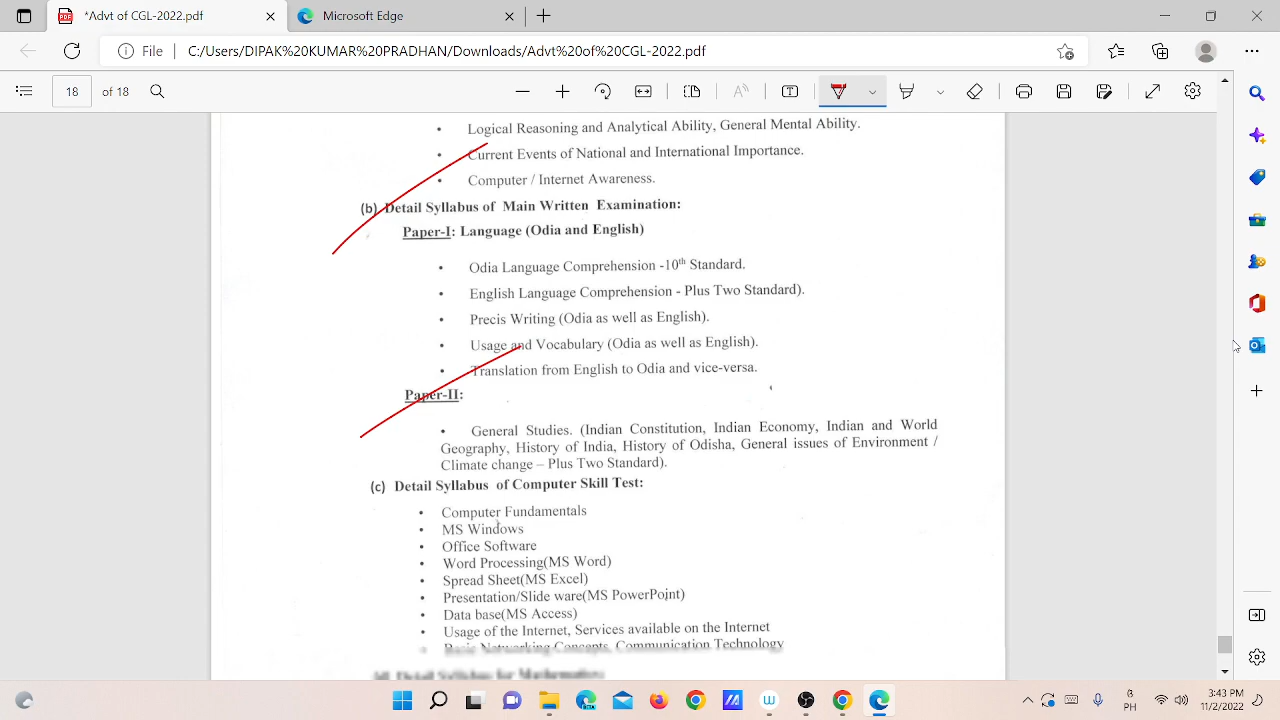 *Advt of CGL-2022.pdf
Microsoft Edge
File
C:/Users/DIPAK%20KUMAR%20PRADHAN/Downloads/Advt%20of%20CGL-2022.pdf
18 of 18
• Logical Reasoning and Analytical Ability, General Mental Ability.
• Current Events of National and International Importance.
• Computer / Internet Awareness.
(b) Detail Syllabus of Main Written Examination:
Paper-I: Language (Odia and English)
• Odia Language Comprehension -10th Standard.
• English Language Comprehension - Plus Two Standard).
• Precis Writing (Odia as well as English).
• Usage and Vocabulary (Odia as well as English).
• Translation from English to Odia and vice-versa.
Paper-II:
• General Studies. (Indian Constitution, Indian Economy, Indian and World
Geography, History of India, History of Odisha, General issues of Environment /
Climate change – Plus Two Standard).
(c) Detail Syllabus of Computer Skill Test:
• Computer Fundamentals
• MS Windows
• Office Software
• Word Processing(MS Word)
• Spread Sheet(MS Excel)
• Presentation/Slide ware(MS PowerPoint)
• Data base(MS Access)
• Usage of the Internet, Services available on the Internet
• Basic Networking Concepts, Communication Technology
Detail Syllabus for Mathematics:
3:43 PM
11/2/2022